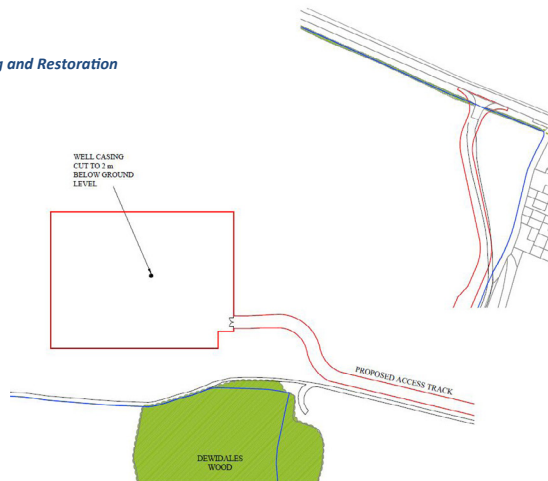 g and Restoration
WELL CASING
CUT TO 2 m
BELOW GROUND
LEVEL
PROPOSED ACCESS TRACK
DEWIDALES
WOOD